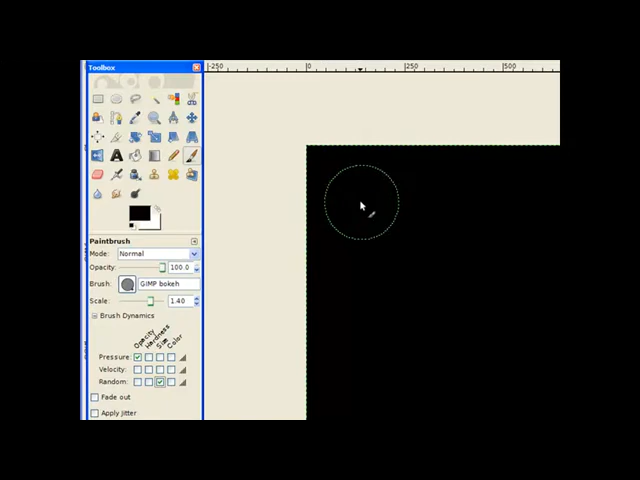 Toolbox
-250 0 250 500
Paintbrush
Mode: Normal
Opacity: 100.0
Brush: GIMP bokeh
Scale: 1.40
Brush Dynamics
Opacity Hardness Size Color
Pressure:
Velocity:
Random:
Fade out
Apply Jitter